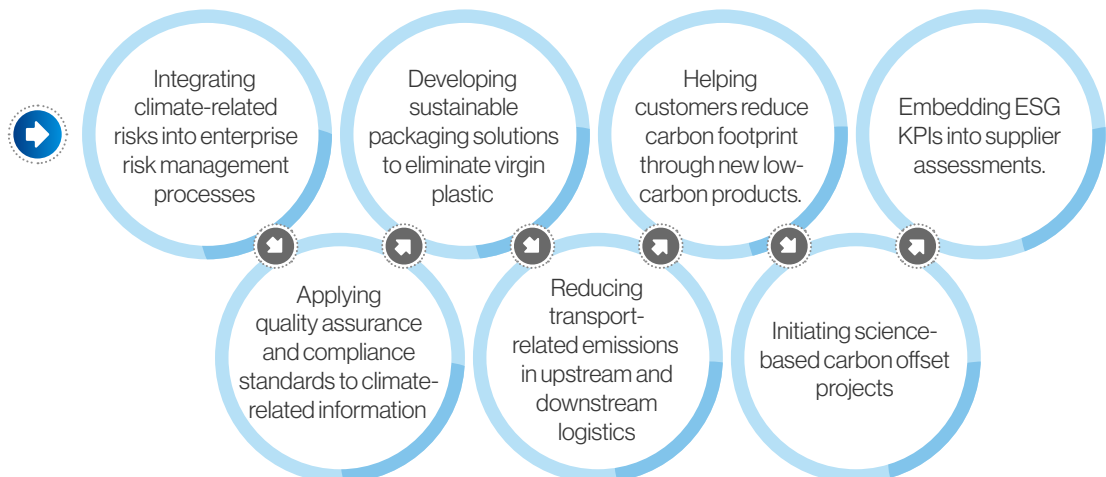 Integrating
climate-related
risks into enterprise
risk management
processes
Applying
quality assurance
and compliance
standards to climate-
related information
Developing
sustainable
packaging solutions
to eliminate virgin
plastic
Reducing
transport-
related emissions
in upstream and
downstream
logistics
Helping
customers reduce
carbon footprint
through new low-
carbon products.
Initiating science-
based carbon offset
projects
Embedding ESG
KPIs into supplier
assessments.